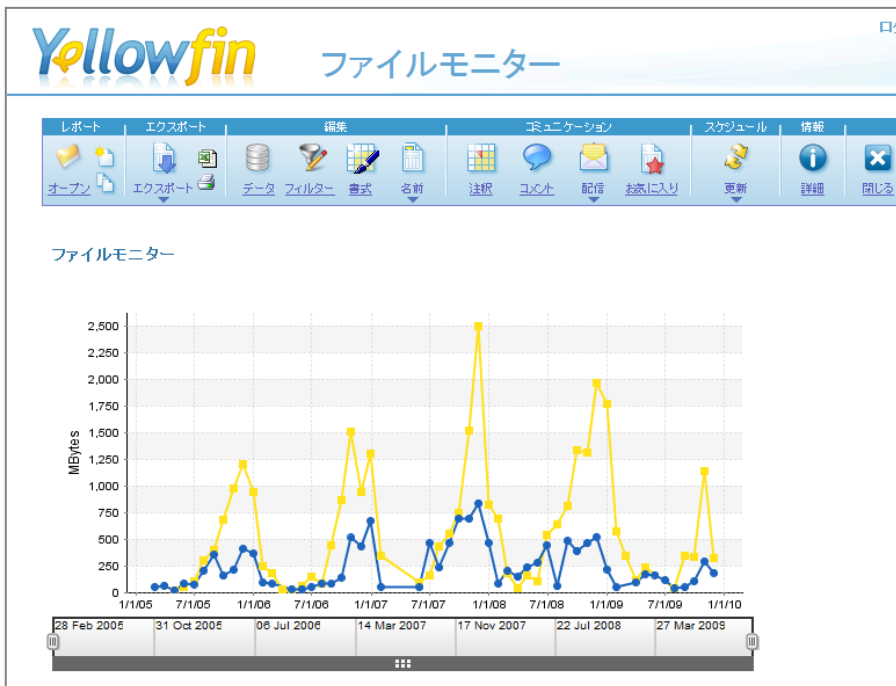 ログ
Yellowfin
ファイルモニター
レポート エクスポート 編集 コミュニケーション スケジュール 情報
オープン エクスポート データ フィルター 書式 名前 注釈 コメント 配信 お気に入り 更新 詳細 閉じる
ファイルモニター
2,500
2,250
2,000
1,750
1,500
1,250
1,000
750
500
250
0
MBytes
1/1/05 7/1/05 1/1/06 7/1/06 1/1/07 7/1/07 1/1/08 7/1/08 1/1/09 7/1/09 1/1/10
28 Feb 2005 31 Oct 2005 06 Jul 2006 14 Mar 2007 17 Nov 2007 22 Jul 2008 27 Mar 2009